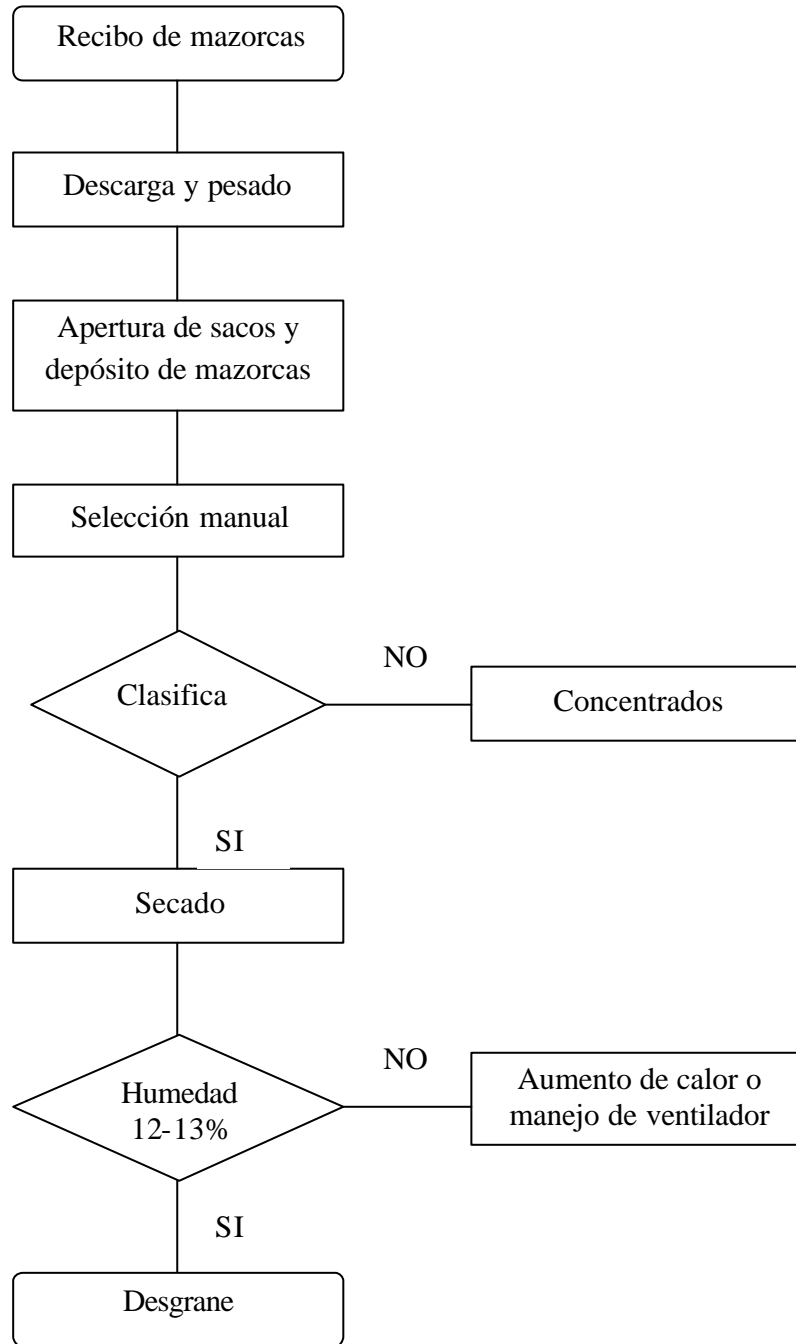 Recibo de mazorcas
Descarga y pesado
Apertura de sacos y
depósito de mazorcas
Selección manual
Clasifica
NO
Concentrados
SI
Secado
Humedad
12-13%
NO
Aumento de calor o
manejo de ventilador
SI
Desgrane